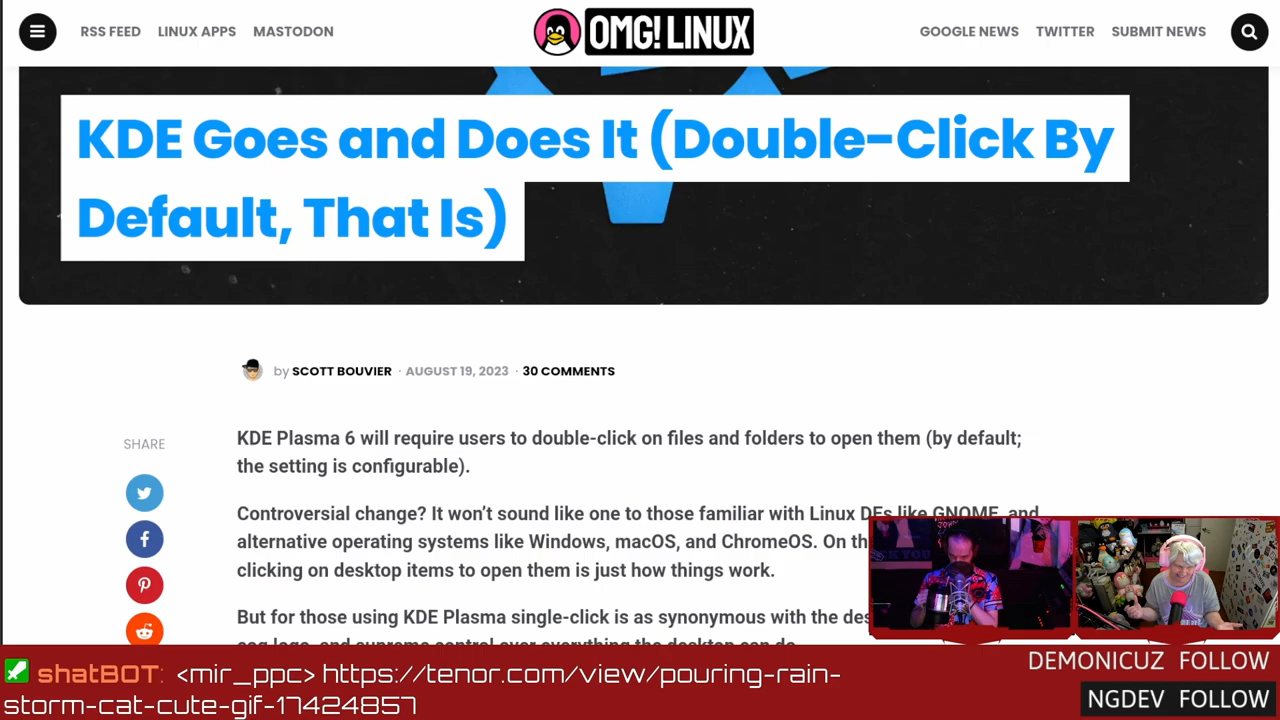 RSS FEED LINUX APPS MASTODON OMG! LINUX GOOGLE NEWS TWITTER SUBMIT NEWS
KDE Goes and Does It (Double-Click By
Default, That Is)
by SCOTT BOUVIER · AUGUST 19, 2023 · 30 COMMENTS
SHARE
KDE Plasma 6 will require users to double-click on files and folders to open them (by default;
the setting is configurable).
Controversial change? It won’t sound like one to those familiar with Linux DEs like GNOME, and
alternative operating systems like Windows, macOS, and ChromeOS. On th
clicking on desktop items to open them is just how things work.
But for those using KDE Plasma single-click is as synonymous with the des
shatBOT: <mir_ppc> https://tenor.com/view/pouring-rain-
storm-cat-cute-gif-17424857
DEMONICUZ FOLLOW
NGDEV FOLLOW